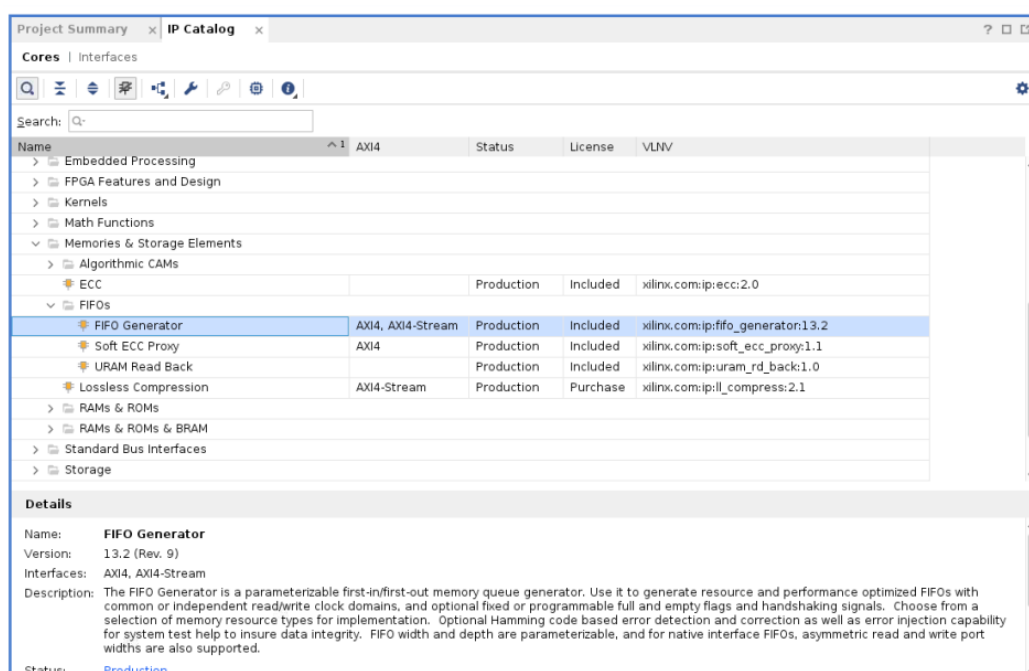 Project Summary × IP Catalog ×
Cores | Interfaces
Search: Q-
Name ^1 AXI4 Status License VLNV
Embedded Processing
FPGA Features and Design
Kernels
Math Functions
Memories & Storage Elements
Algorithmic CAMs
ECC Production Included xilinx.com:ip:ecc:2.0
FIFOs
FIFO Generator AXI4, AXI4-Stream Production Included xilinx.com:ip:fifo_generator:13.2
Soft ECC Proxy AXI4 Production Included xilinx.com:ip:soft_ecc_proxy:1.1
URAM Read Back Production Included xilinx.com:ip:uram_rd_back:1.0
Lossless Compression AXI4-Stream Production Purchase xilinx.com:ip:ll_compress:2.1
RAMs & ROMs
RAMs & ROMs & BRAM
Standard Bus Interfaces
Storage
Details
Name: FIFO Generator
Version: 13.2 (Rev. 9)
Interfaces: AXI4, AXI4-Stream
Description: The FIFO Generator is a parameterizable first-in/first-out memory queue generator. Use it to generate resource and performance optimized FIFOs with
common or independent read/write clock domains, and optional fixed or programmable full and empty flags and handshaking signals. Choose from a
selection of memory resource types for implementation. Optional Hamming code based error detection and correction as well as error injection capability
for system test help to insure data integrity. FIFO width and depth are parameterizable, and for native interface FIFOs, asymmetric read and write port
widths are also supported.
Status: Production